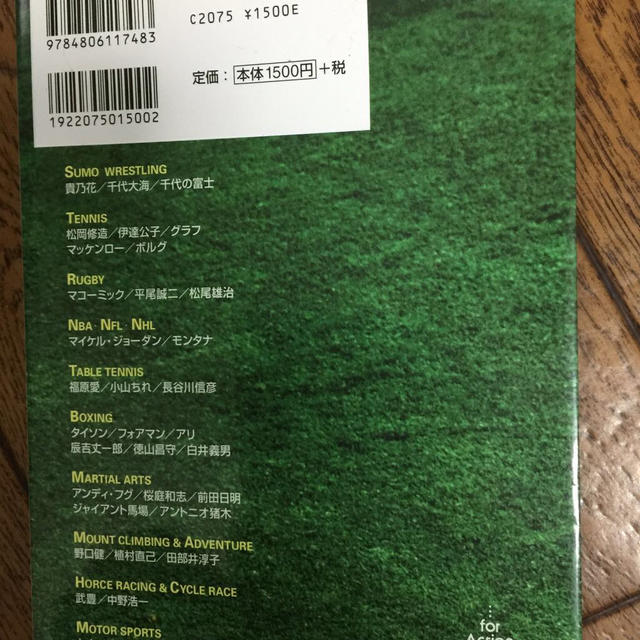 9784806117483
C2075 ¥1500E
1922075015002
定価：本体1500円+税
SUMO WRESTLING
貴乃花／千代大海／千代の富士
TENNIS
松岡修造／伊達公子／グラフ
マッケンロー／ボルグ
RUGBY
マコーミック／平尾誠二／松尾雄治
NBA・NFL・NHL
マイケル・ジョーダン／モンタナ
TABLE TENNIS
福原愛／小山ちれ／長谷川信彦
BOXING
タイソン／フォアマン／アリ
辰吉丈一郎／徳山昌守／白井義男
MARTIAL ARTS
アンディ・フグ／桜庭和志／前田日明
ジャイアント馬場／アントニオ猪木
MOUNT CLIMBING & ADVENTURE
野口健／植村直己／田部井淳子
HORCE RACING & CYCLE RACE
武豊／中野浩一
MOTOR SPORTS
for